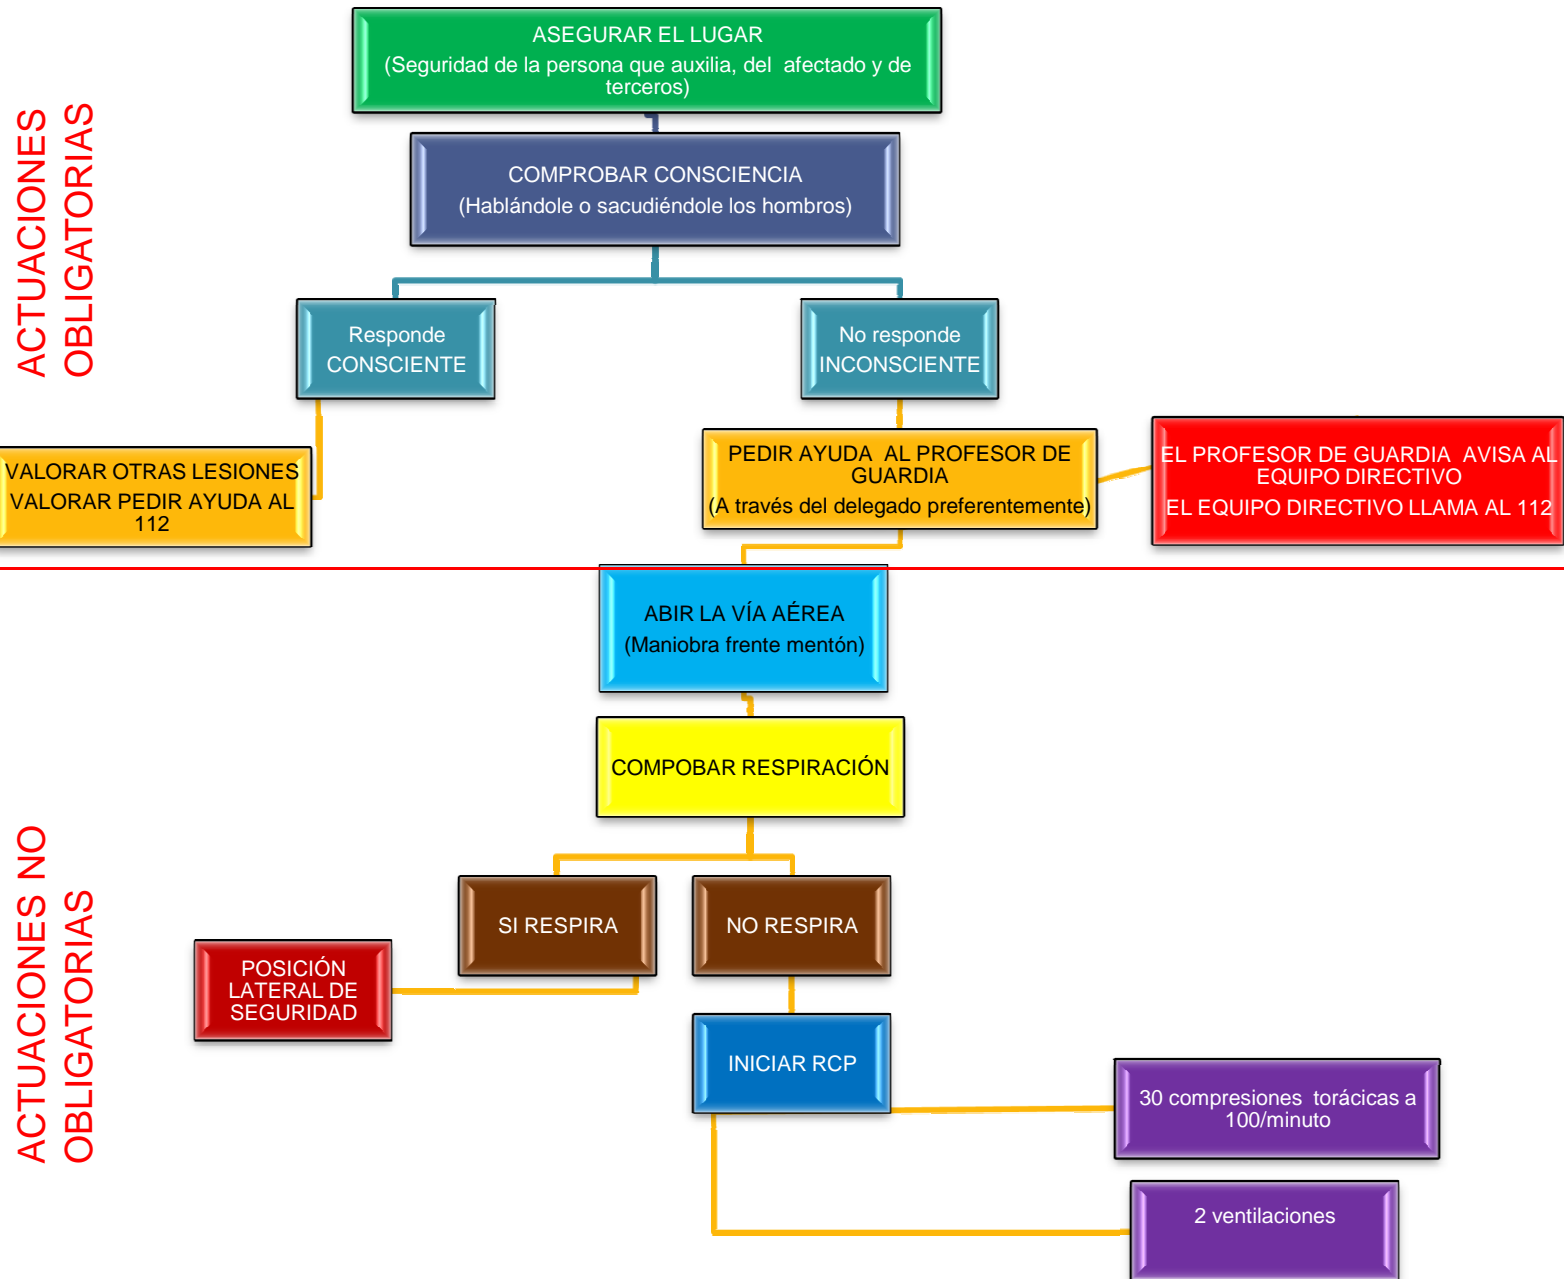 ACTUACIONES
OBLIGATORIAS
ASEGURAR EL LUGAR
(Seguridad de la persona que auxilia, del afectado y de
terceros)
COMPROBAR CONSCIENCIA
(Hablándole o sacudiéndole los hombros)
Responde
CONSCIENTE
No responde
INCONSCIENTE
VALORAR OTRAS LESIONES
VALORAR PEDIR AYUDA AL
112
PEDIR AYUDA AL PROFESOR DE
GUARDIA
(A través del delegado preferentemente)
EL PROFESOR DE GUARDIA AVISA AL
EQUIPO DIRECTIVO
EL EQUIPO DIRECTIVO LLAMA AL 112
ACTUACIONES NO
OBLIGATORIAS
ABIR LA VÍA AÉREA
(Maniobra frente mentón)
COMPOBAR RESPIRACIÓN
SI RESPIRA
NO RESPIRA
POSICIÓN
LATERAL DE
SEGURIDAD
INICIAR RCP
30 compresiones torácicas a
100/minuto
2 ventilaciones